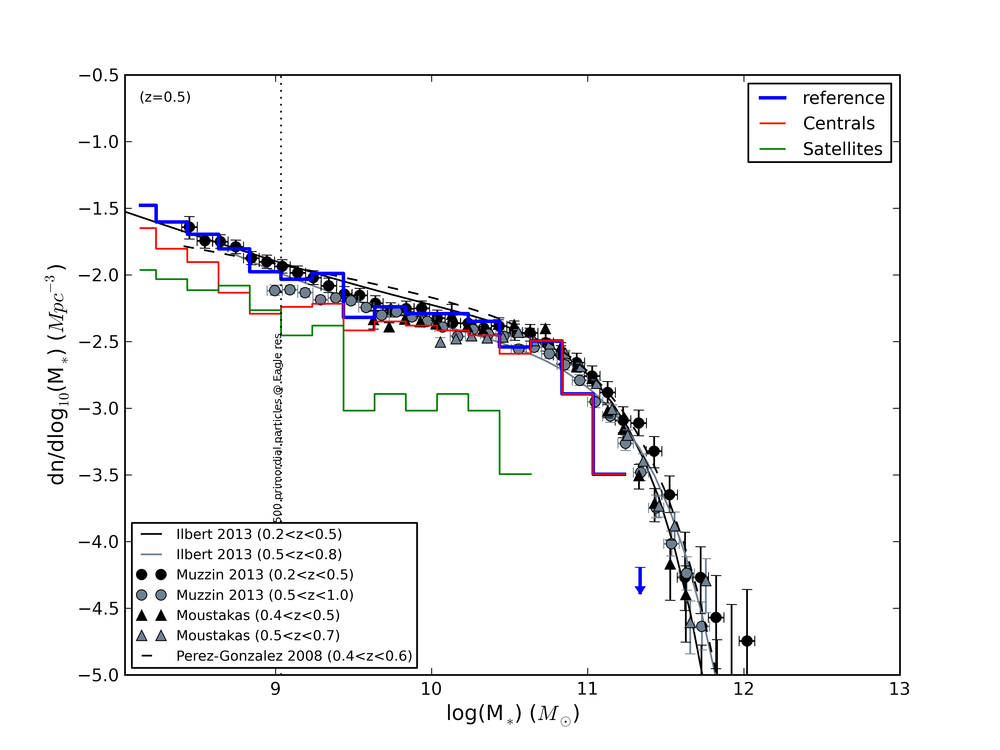 (z=0.5)
reference
Centrals
Satellites
−0.5
−1.0
−1.5
−2.0
−2.5
−3.0
−3.5
−4.0
−4.5
−5.0
dn/dlog₁₀(M∗) (Mpc⁻³)
500 primordial particles @ Eagle res
Ilbert 2013 (0.2<z<0.5)
Ilbert 2013 (0.5<z<0.8)
Muzzin 2013 (0.2<z<0.5)
Muzzin 2013 (0.5<z<1.0)
Moustakas (0.4<z<0.5)
Moustakas (0.5<z<0.7)
Perez-Gonzalez 2008 (0.4<z<0.6)
9 10 11 12 13
log(M∗) (M⊙)